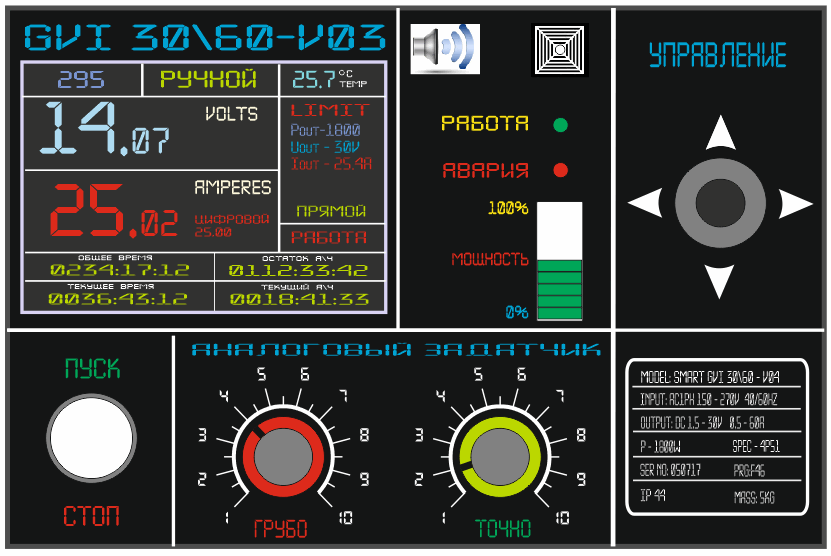 GVI 30\60-V03
295
РУЧНОЙ
25.7 °C
TEMP
14.07
VOLTS
25.02
AMPERES
ЦИФРОВОЙ
25.00
LIMIT
Pout-1800
Uout - 30V
Iout - 25.4A
ПРЯМОЙ
РАБОТА
ОБЩЕЕ ВРЕМЯ
0234:17:12
ОСТАТОК А\Ч
0112:33:42
ТЕКУЩЕЕ ВРЕМЯ
0036:43:12
ТЕКУЩИЙ А\Ч
0018:41:33
РАБОТА
АВАРИЯ
100%
МОЩНОСТЬ
0%
УПРАВЛЕНИЕ
ПУСК
СТОП
АНАЛОГОВЫЙ ЗАДАТЧИК
1
2
3
4
5
6
7
8
9
10
ГРУБО
1
2
3
4
5
6
7
8
9
10
ТОЧНО
MODEL: SMART GVI 30\60 - V04
INPUT: AC1PH 150 - 270V 40/60HZ
OUTPUT: DC 1.5 - 30V 0.5 - 60A
P - 1800W SPEC - 4PS1
SER NO: 050717 PRG:F46
IP 44 MASS: 5KG